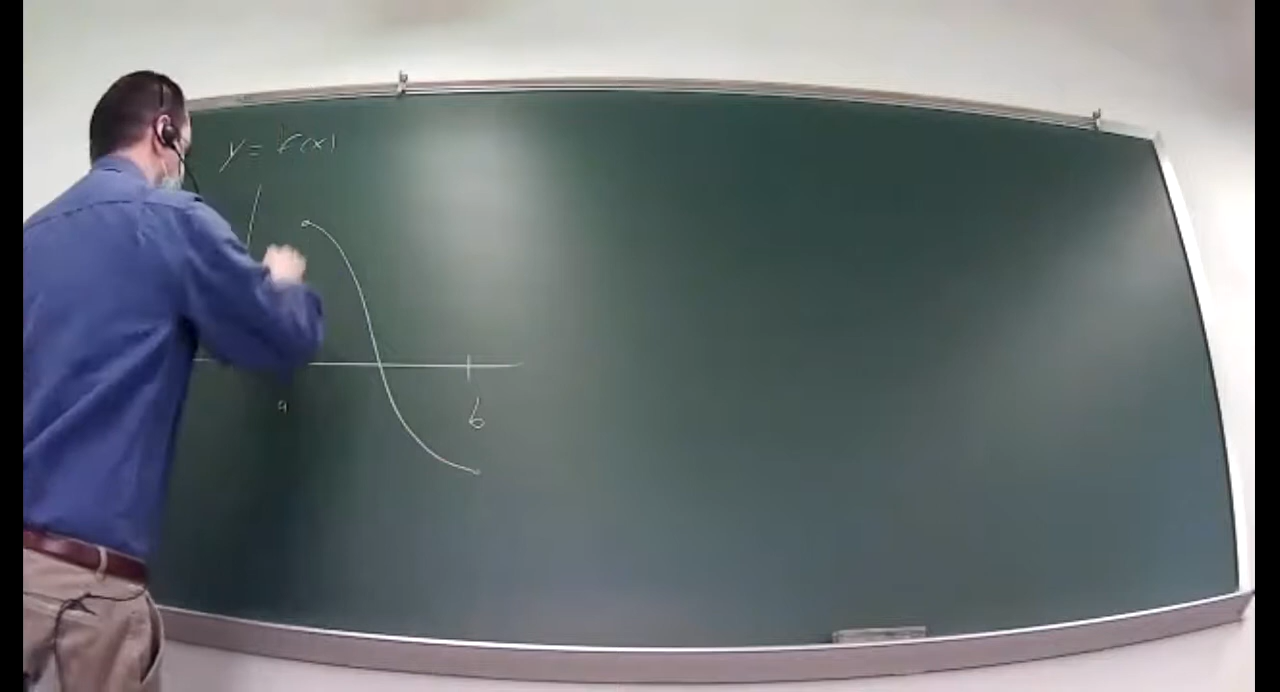 y = f(x)
a
b